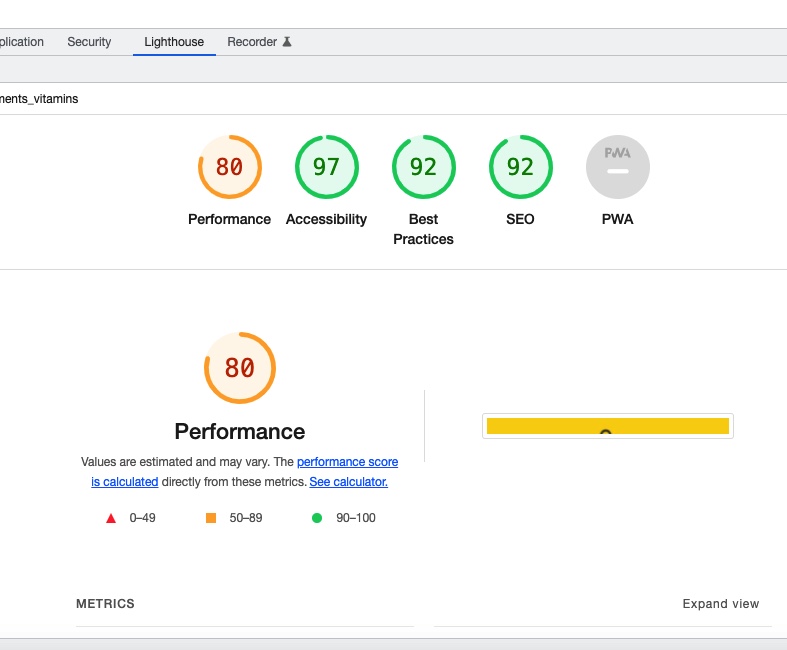 plication Security Lighthouse Recorder
ments_vitamins
80 97 92 92 PWA
Performance Accessibility Best Practices SEO PWA
80
Performance
Values are estimated and may vary. The performance score
is calculated directly from these metrics. See calculator.
0–49 50–89 90–100
METRICS Expand view